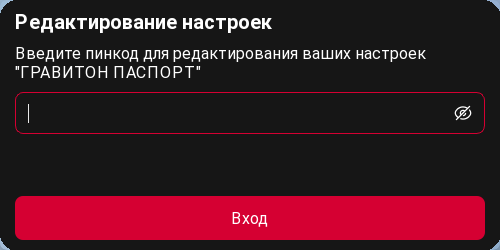 Редактирование настроек
Введите пинкод для редактирования ваших настроек
"ГРАВИТОН ПАСПОРТ"
Вход